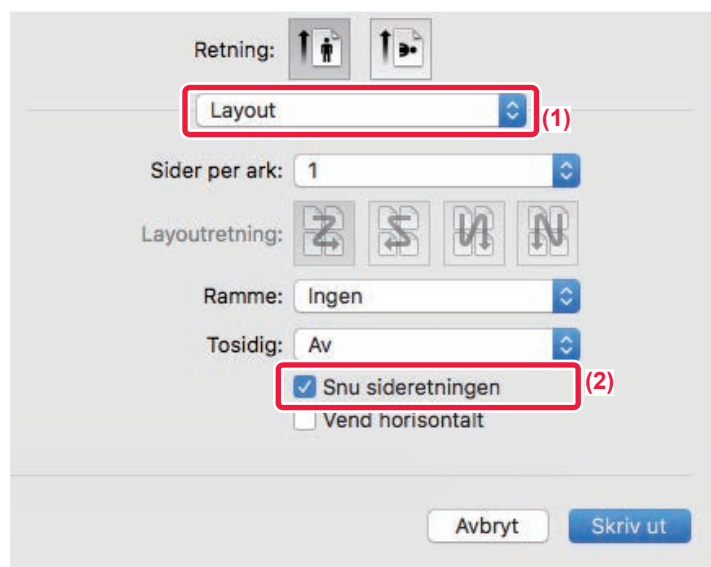 Retning:
Layout
(1)
Sider per ark: 1
Layoutretning:
Ramme: Ingen
Tosidig: Av
Snu sideretningen
(2)
Vend horisontalt
Avbryt Skriv ut